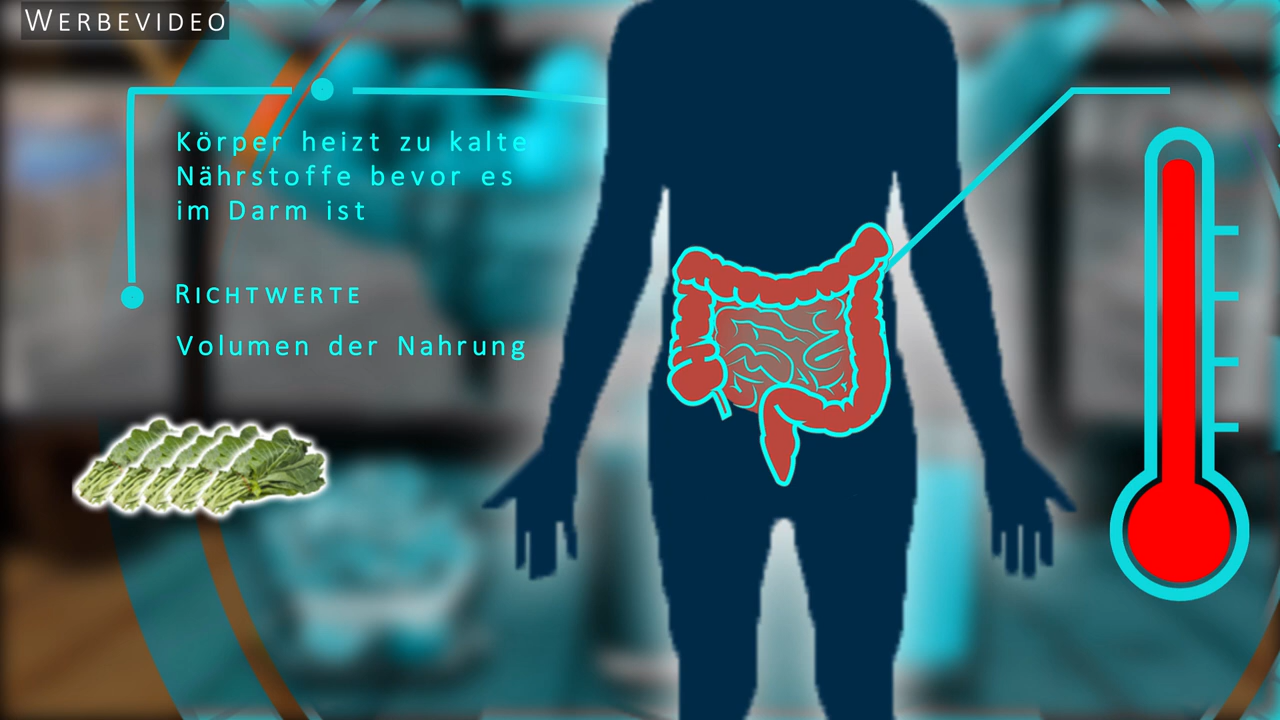 WERBEVIDEO
Körper heizt zu kalte
Nährstoffe bevor es
im Darm ist
RICHTWERTE
Volumen der Nahrung